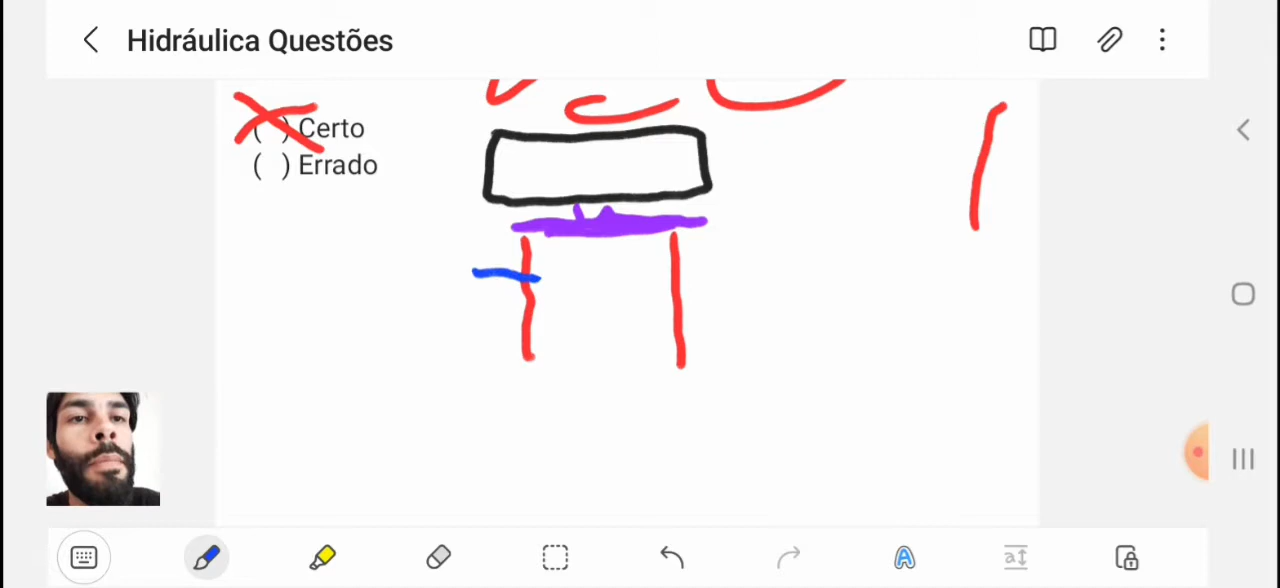 Hidráulica Questões
( ) Certo
( ) Errado